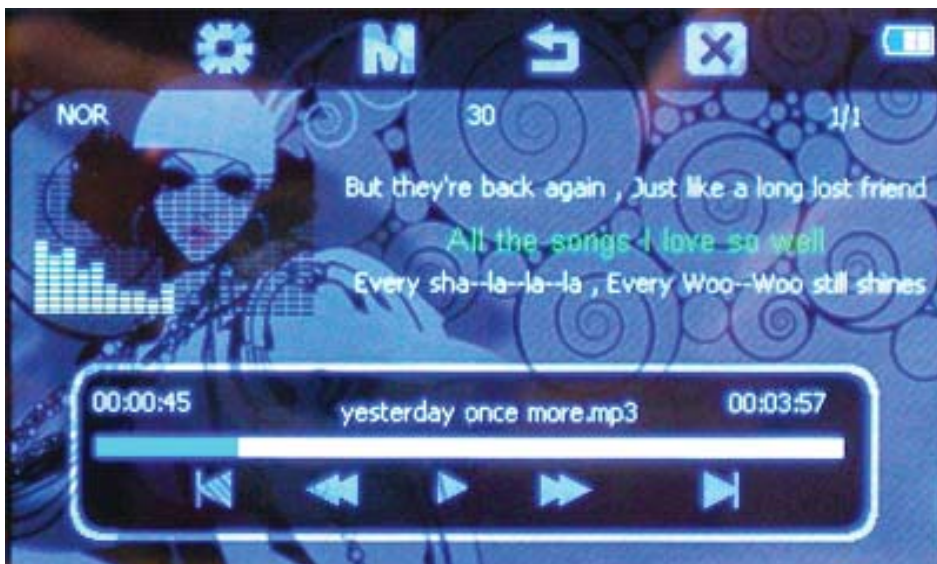 M
NOR 30 1/1
But they're back again , Just like a long lost friend
All the songs I love so well
Every sha--la--la--la , Every Woo--Woo still shines
00:00:45 yesterday once more.mp3 00:03:57